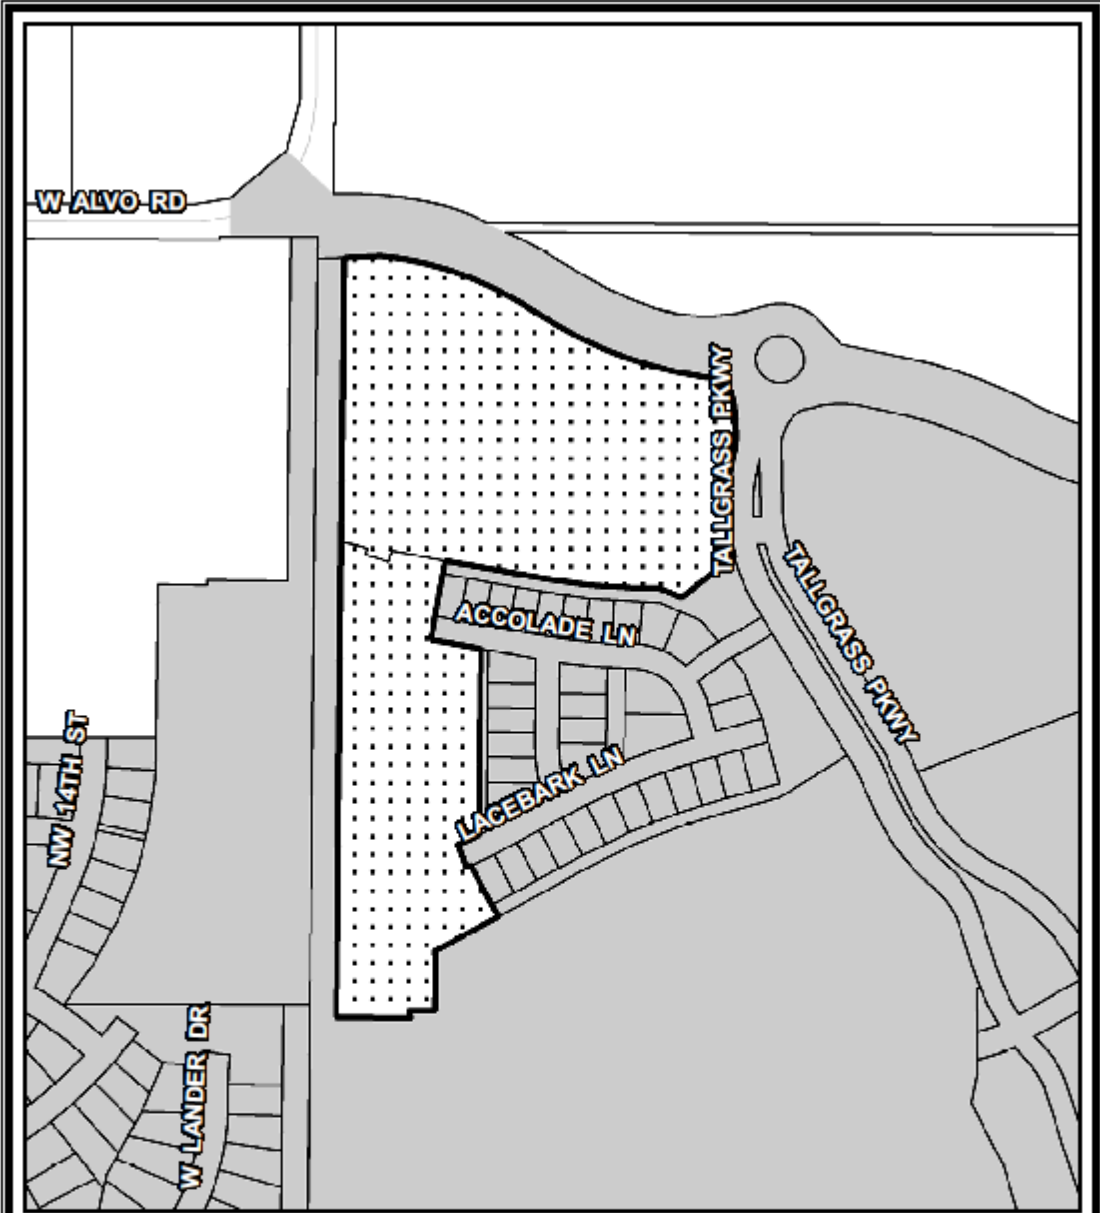 W ALVO RD
TALLGRASS PKWY
TALLGRASS PKWY
ACCOLADE LN
LACEBARK LN
NW 14TH ST
W LANDER DR